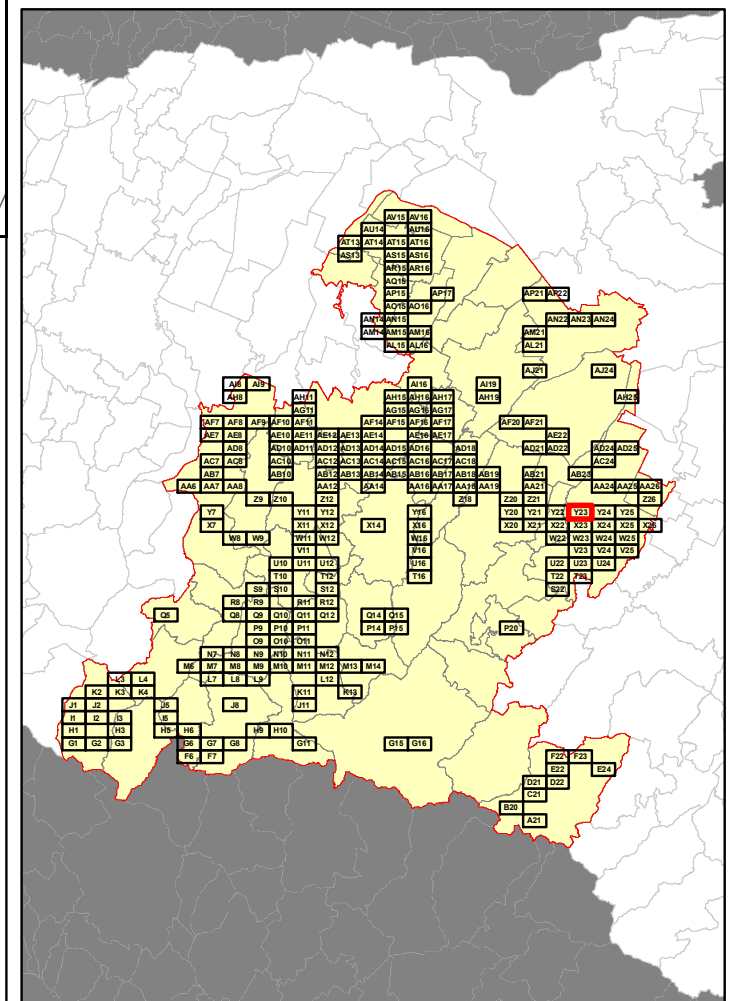 AV15 AV16
AU14 AU16
AT13 AT14 AT15 AT16
AS13 AS15 AS16
AR15 AR16
AQ15
AP15 AP17 AP21 AP22
AO15 AO16
AN14 AN15 AN22 AN23 AN24
AM14 AM15 AM16 AM21
AL15 AL16 AL21
AJ21 AJ24
AI8 AI9 AI16 AI19
AH8 AH11 AH15 AH16 AH17 AH19 AH25
AG11 AG15 AG16 AG17
AF7 AF8 AF9 AF10 AF11 AF14 AF15 AF16 AF17 AF20 AF21
AE7 AE8 AE10 AE11 AE12 AE13 AE14 AE16 AE17 AE22
AD8 AD10 AD11 AD12 AD13 AD14 AD15 AD16 AD18 AD21 AD22 AD24 AD25
AC7 AC8 AC10 AC12 AC13 AC14 AC15 AC16 AC17 AC18 AC24
AB7 AB10 AB12 AB13 AB14 AB15 AB16 AB17 AB18 AB19 AB21 AB23
AA6 AA7 AA8 AA12 AA14 AA16 AA17 AA18 AA19 AA21 AA24 AA25 AA26
Z9 Z10 Z12 Z18 Z20 Z21 Z26
Y7 Y11 Y12 Y16 Y20 Y21 Y22 Y23 Y24 Y25
X7 X11 X12 X14 X16 X20 X21 X22 X23 X24 X25 X26
W8 W9 W11 W12 W16 W22 W23 W24 W25
V11 V16 V23 V24 V25
U10 U11 U12 U16 U22 U23 U24
T10 T12 T16 T22 T23
S9 S10 S12 S22
R8 R9 R11 R12
Q5 Q8 Q9 Q10 Q11 Q12 Q14 Q15
P9 P10 P11 P14 P15 P20
O9 O10 O11
N7 N8 N9 N10 N11 N12
M6 M7 M8 M9 M10 M11 M12 M13 M14
L3 L4 L7 L8 L9 L12
K2 K3 K4 K11 K13
J1 J2 J5 J8 J11
I1 I2 I3 I5
H1 H3 H5 H6 H9 H10
G1 G2 G3 G6 G7 G8 G11 G15 G16
F6 F7 F22 F23
E22 E24
D21 D22
C21
B20
A21